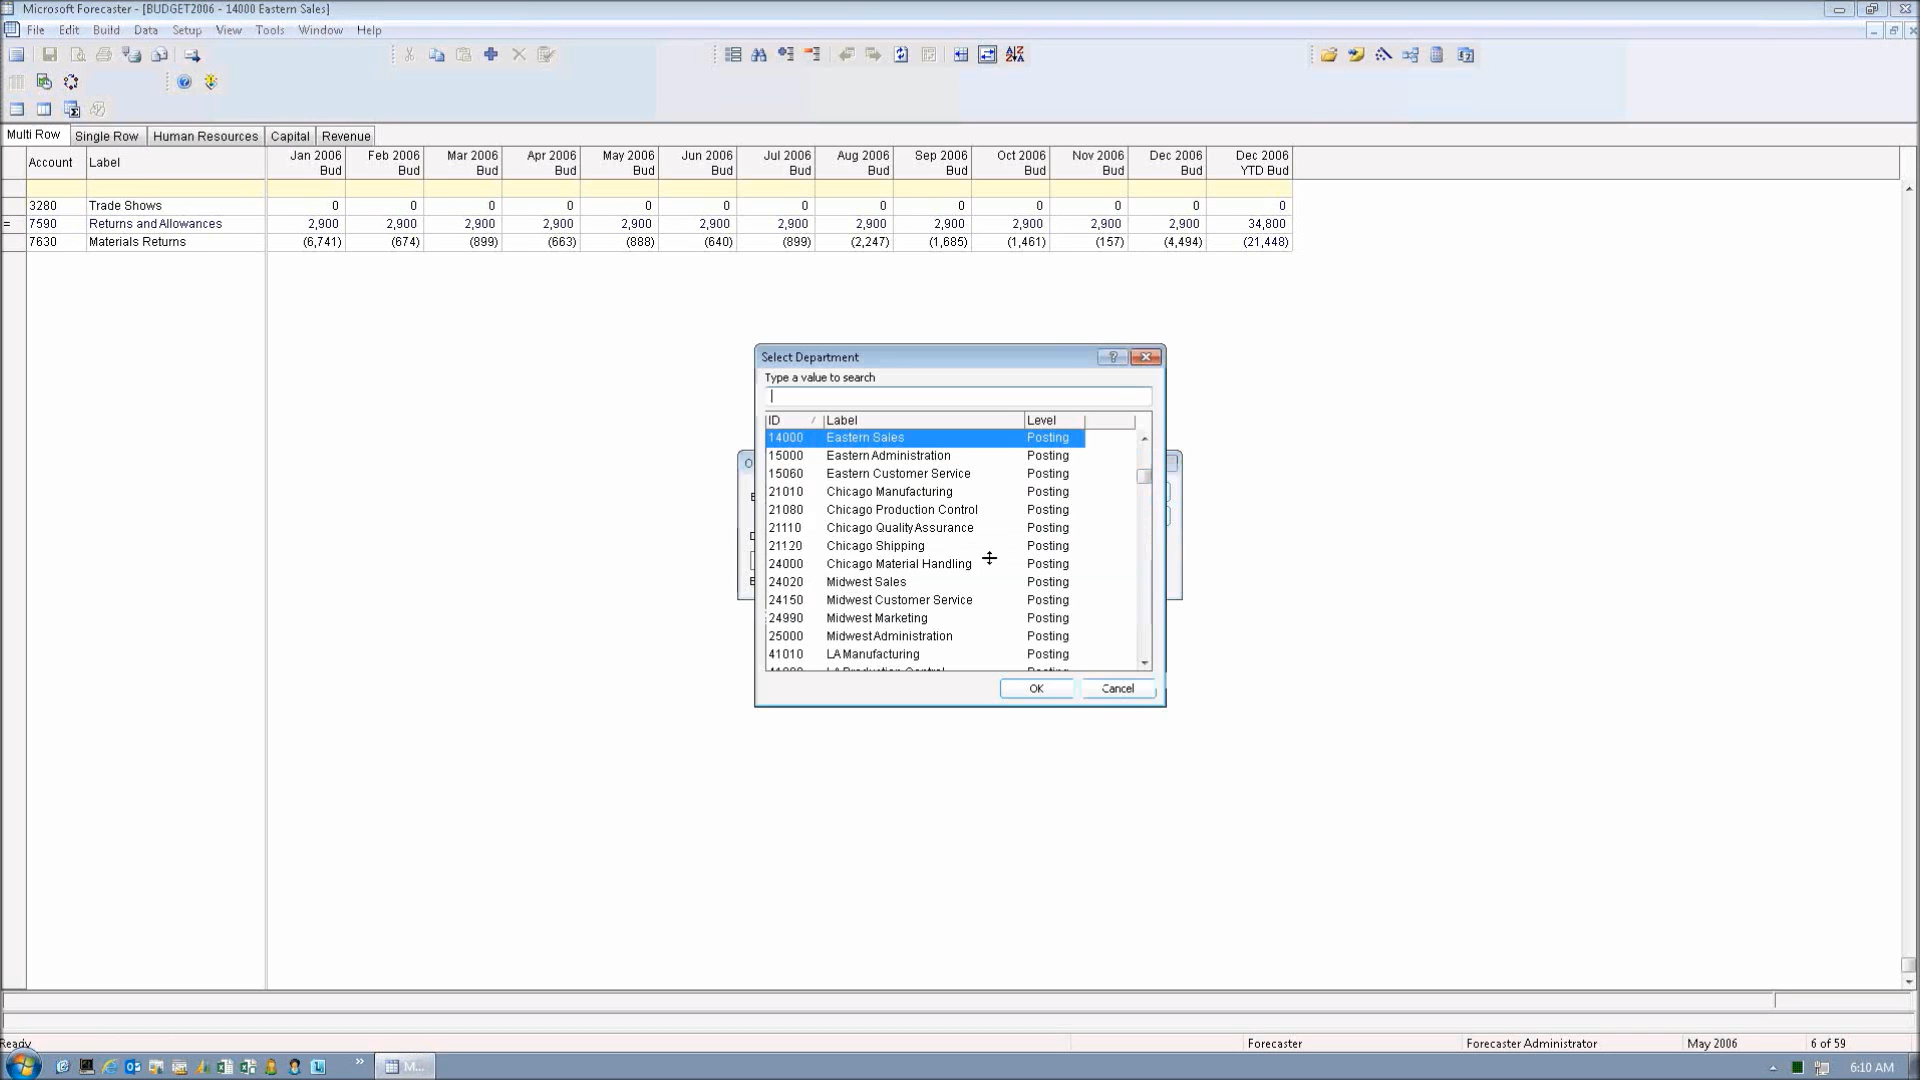 Microsoft Forecaster - [BUDGET2006 - 14000 Eastern Sales]
File Edit Build Data Setup View Tools Window Help
Multi Row Single Row Human Resources Capital Revenue
Account Label Jan 2006 Bud Feb 2006 Bud Mar 2006 Bud Apr 2006 Bud May 2006 Bud Jun 2006 Bud Jul 2006 Bud Aug 2006 Bud Sep 2006 Bud Oct 2006 Bud Nov 2006 Bud Dec 2006 Bud Dec 2006 YTD Bud
3280 Trade Shows 0 0 0 0 0 0 0 0 0 0 0 0 0
= 7590 Returns and Allowances 2,900 2,900 2,900 2,900 2,900 2,900 2,900 2,900 2,900 2,900 2,900 2,900 34,800
7630 Materials Returns (6,741) (674) (899) (663) (888) (640) (899) (2,247) (1,685) (1,461) (157) (4,494) (21,448)
Select Department
Type a value to search
ID Label Level
14000 Eastern Sales Posting
15000 Eastern Administration Posting
15060 Eastern Customer Service Posting
21010 Chicago Manufacturing Posting
21080 Chicago Production Control Posting
21110 Chicago Quality Assurance Posting
21120 Chicago Shipping Posting
24000 Chicago Material Handling Posting
24020 Midwest Sales Posting
24150 Midwest Customer Service Posting
24990 Midwest Marketing Posting
25000 Midwest Administration Posting
41010 LA Manufacturing Posting
OK Cancel
Ready Forecaster Forecaster Administrator May 2006 6 of 59
M... 6:10 AM